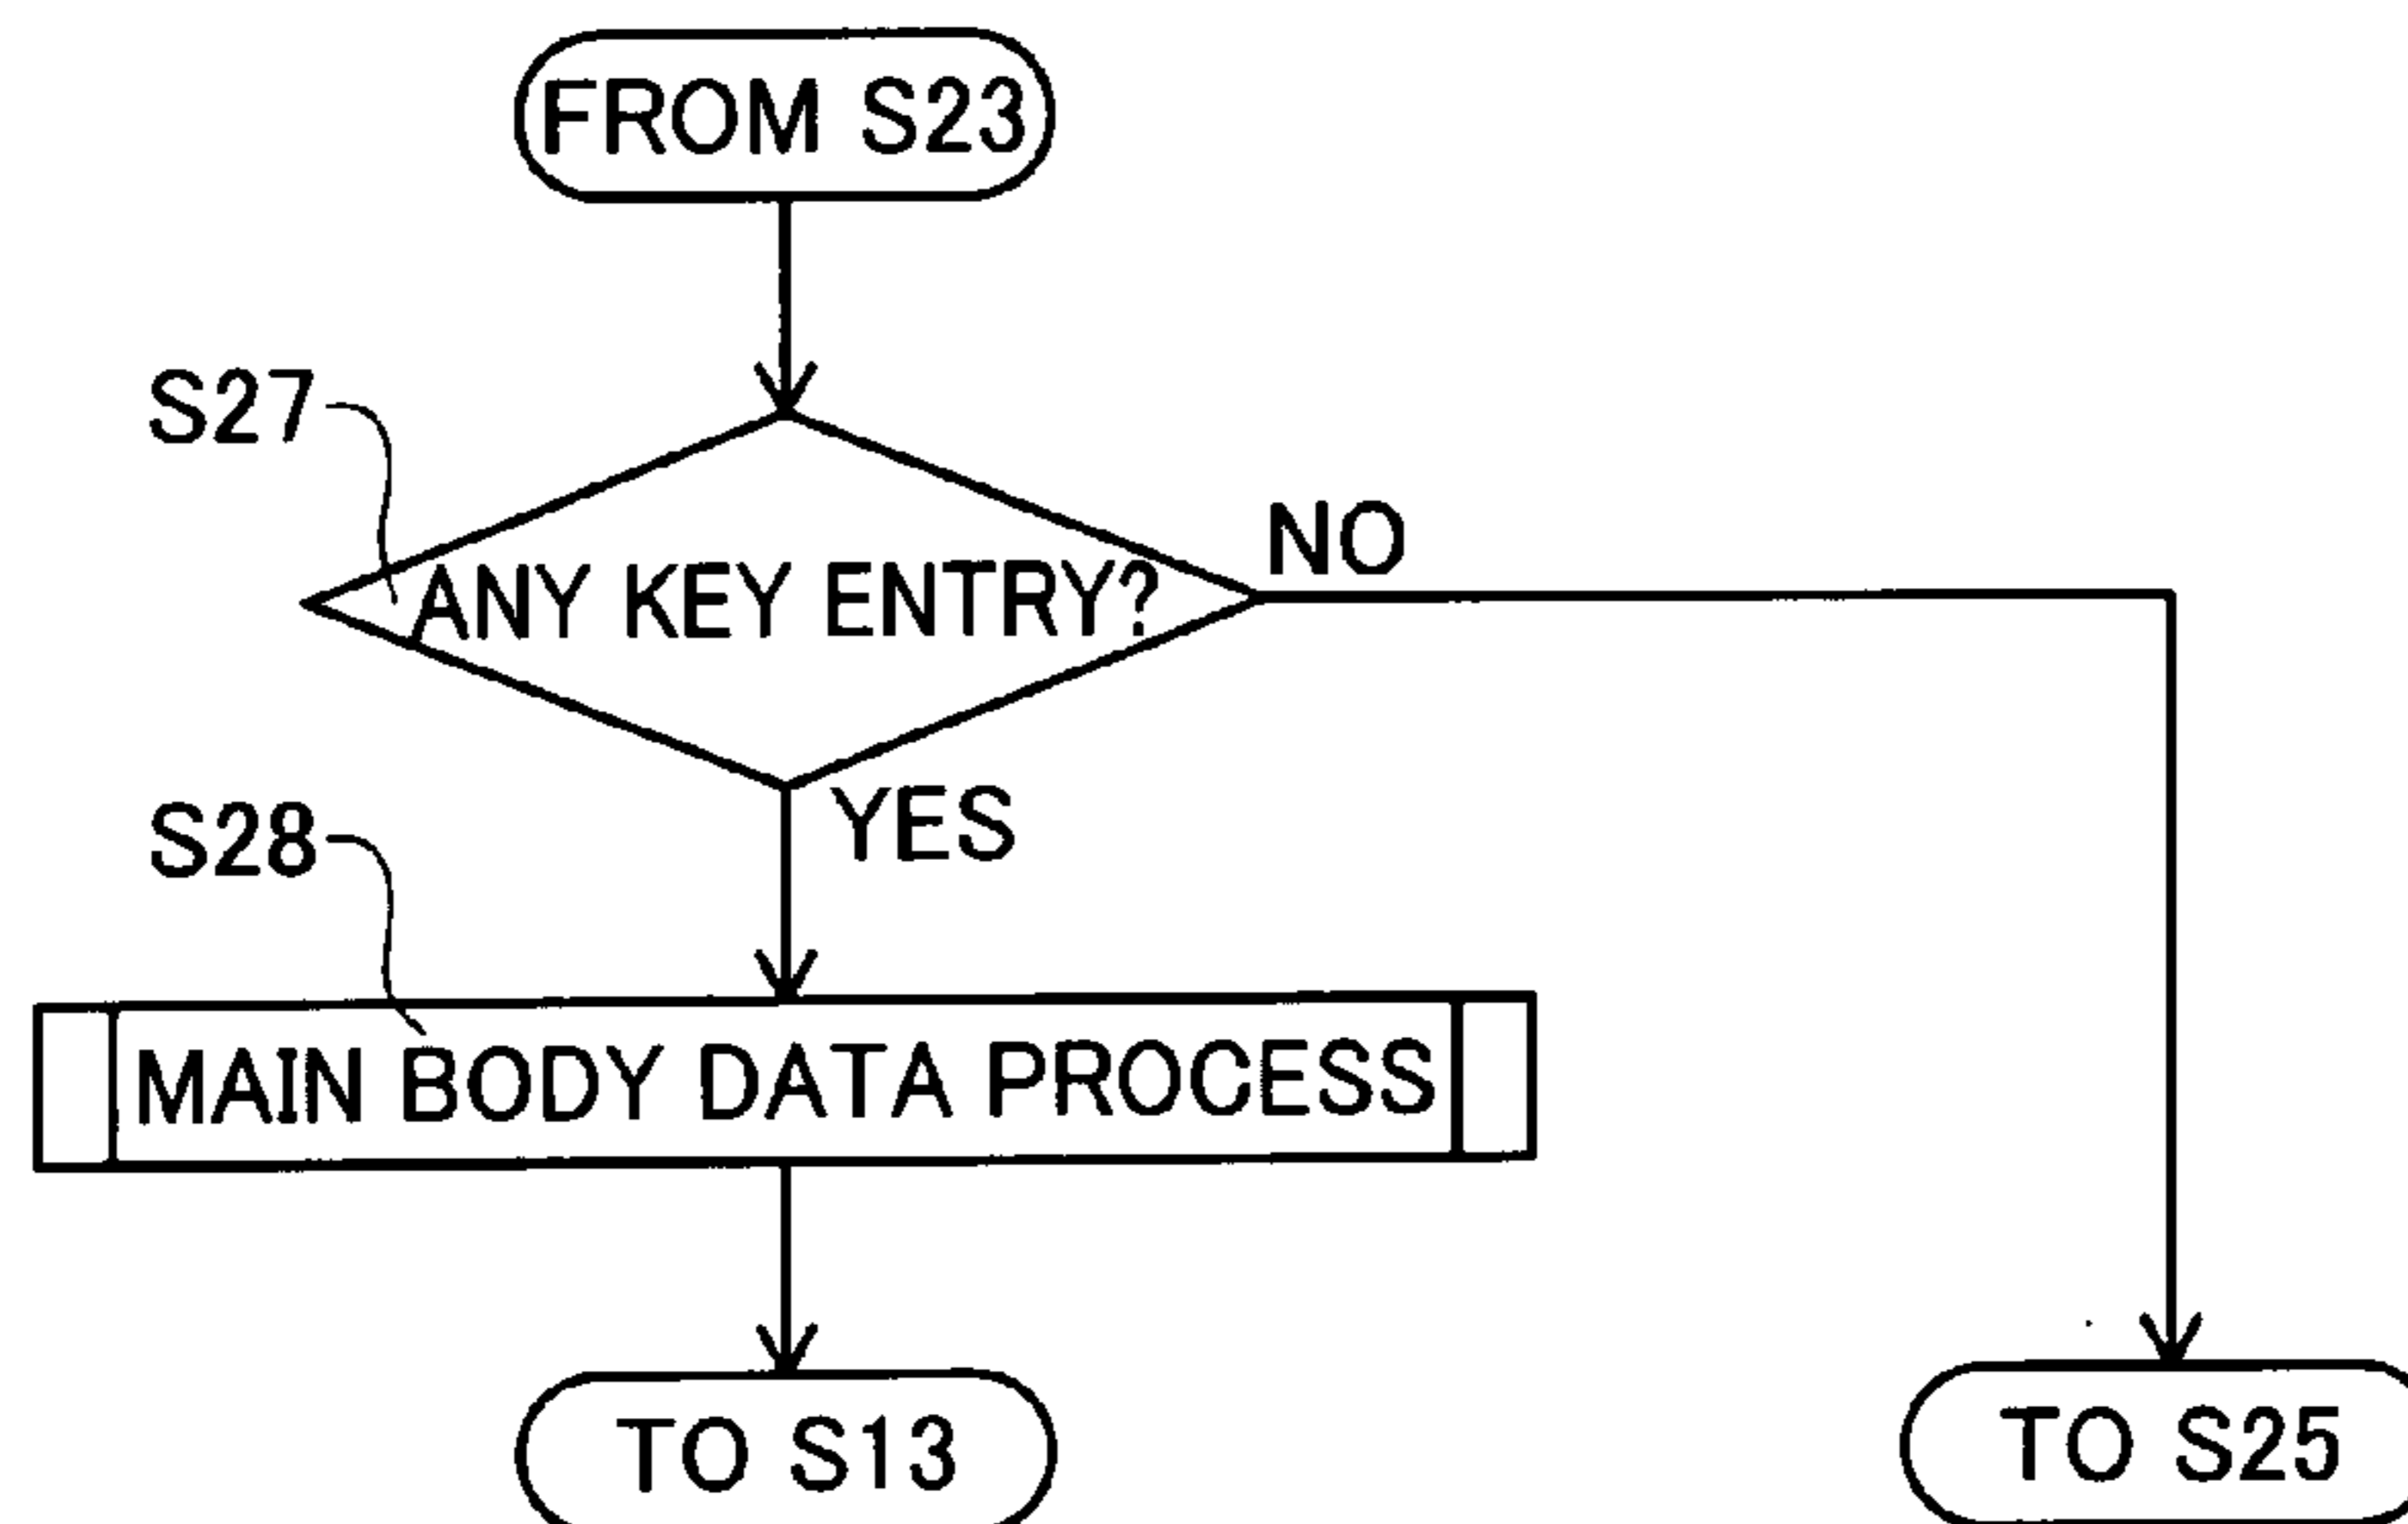 FROM S23
S27
ANY KEY ENTRY?
NO
YES
S28
MAIN BODY DATA PROCESS
TO S13
TO S25